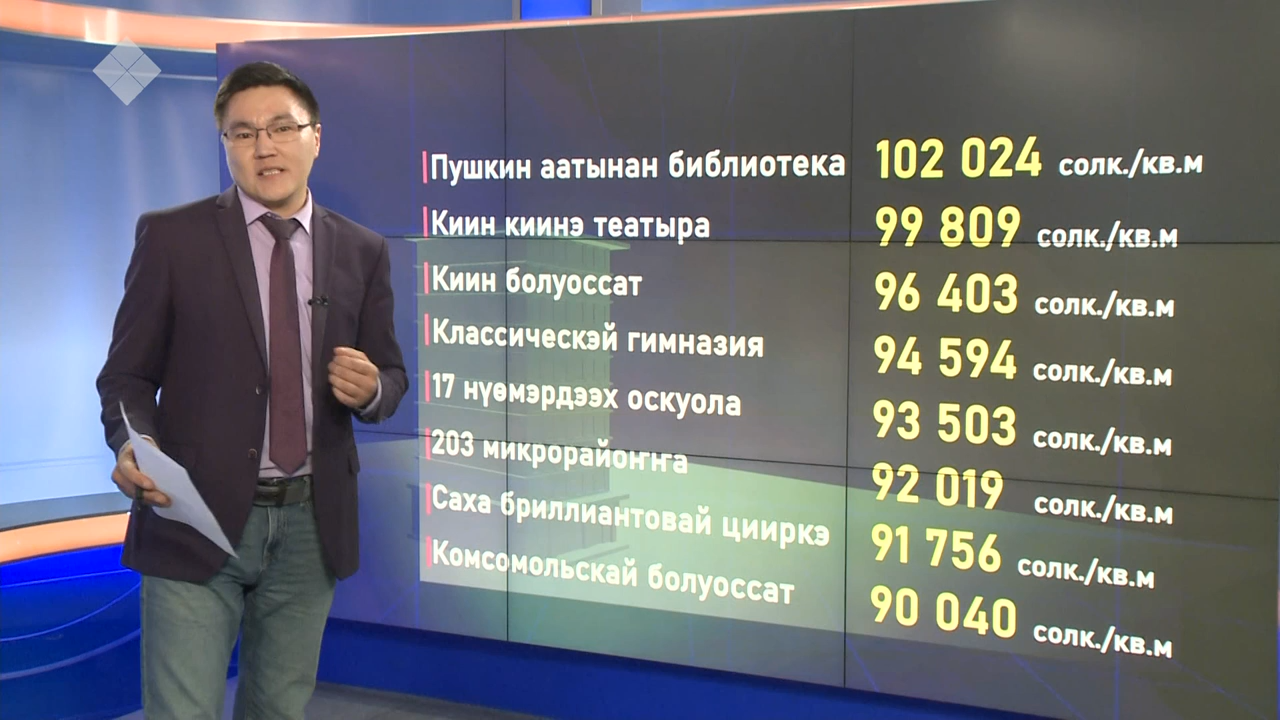 Пушкин аатынан библиотека 102 024 солк./кв.м
Киин киинэ театыра 99 809 солк./кв.м
Киин болуоссат 96 403 солк./кв.м
Классическэй гимназия 94 594 солк./кв.м
17 нүөмэрдээх оскуола 93 503 солк./кв.м
203 микрорайоҥҥа 92 019 солк./кв.м
Саха бриллиантовай цииркэ 91 756 солк./кв.м
Комсомольскай болуоссат 90 040 солк./кв.м